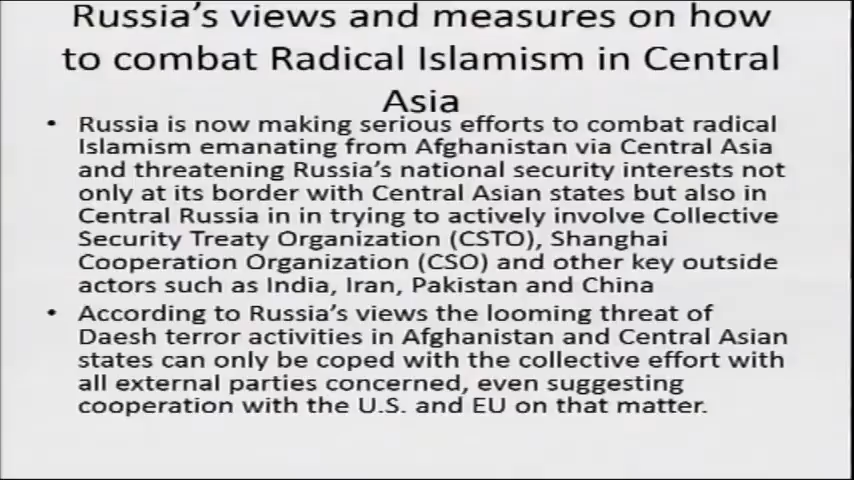 Russia's views and measures on how
to combat Radical Islamism in Central
Asia
• Russia is now making serious efforts to combat radical
Islamism emanating from Afghanistan via Central Asia
and threatening Russia's national security interests not
only at its border with Central Asian states but also in
Central Russia in in trying to actively involve Collective
Security Treaty Organization (CSTO), Shanghai
Cooperation Organization (CSO) and other key outside
actors such as India, Iran, Pakistan and China
• According to Russia's views the looming threat of
Daesh terror activities in Afghanistan and Central Asian
states can only be coped with the collective effort with
all external parties concerned, even suggesting
cooperation with the U.S. and EU on that matter.